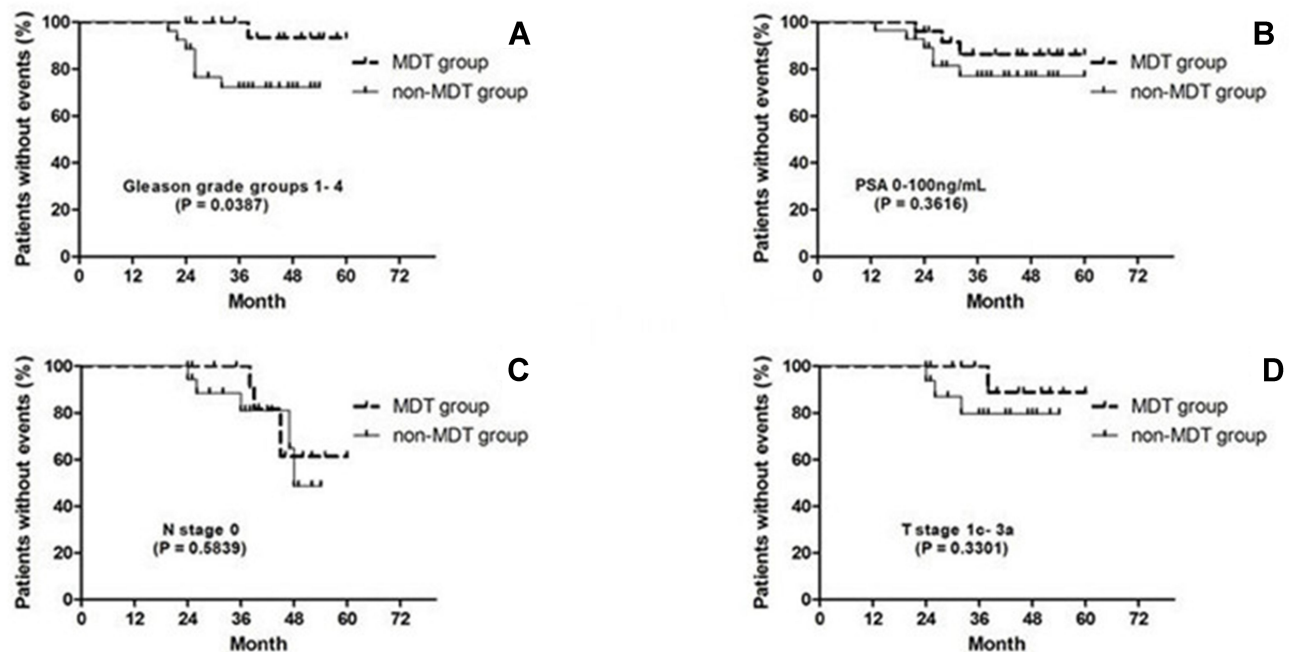 A
Patients without events (%)
100
80
60
40
20
0
MDT group
non-MDT group
Gleason grade groups 1- 4
(P = 0.0387)
0 12 24 36 48 60 72
Month
B
Patients without events(%)
100
80
60
40
20
0
MDT group
non-MDT group
PSA 0-100ng/mL
(P = 0.3616)
0 12 24 36 48 60 72
Month
C
Patients without events (%)
100
80
60
40
20
0
MDT group
non-MDT group
N stage 0
(P = 0.5839)
0 12 24 36 48 60 72
Month
D
Patients without events (%)
100
80
60
40
20
0
MDT group
non-MDT group
T stage 1c- 3a
(P = 0.3301)
0 12 24 36 48 60 72
Month